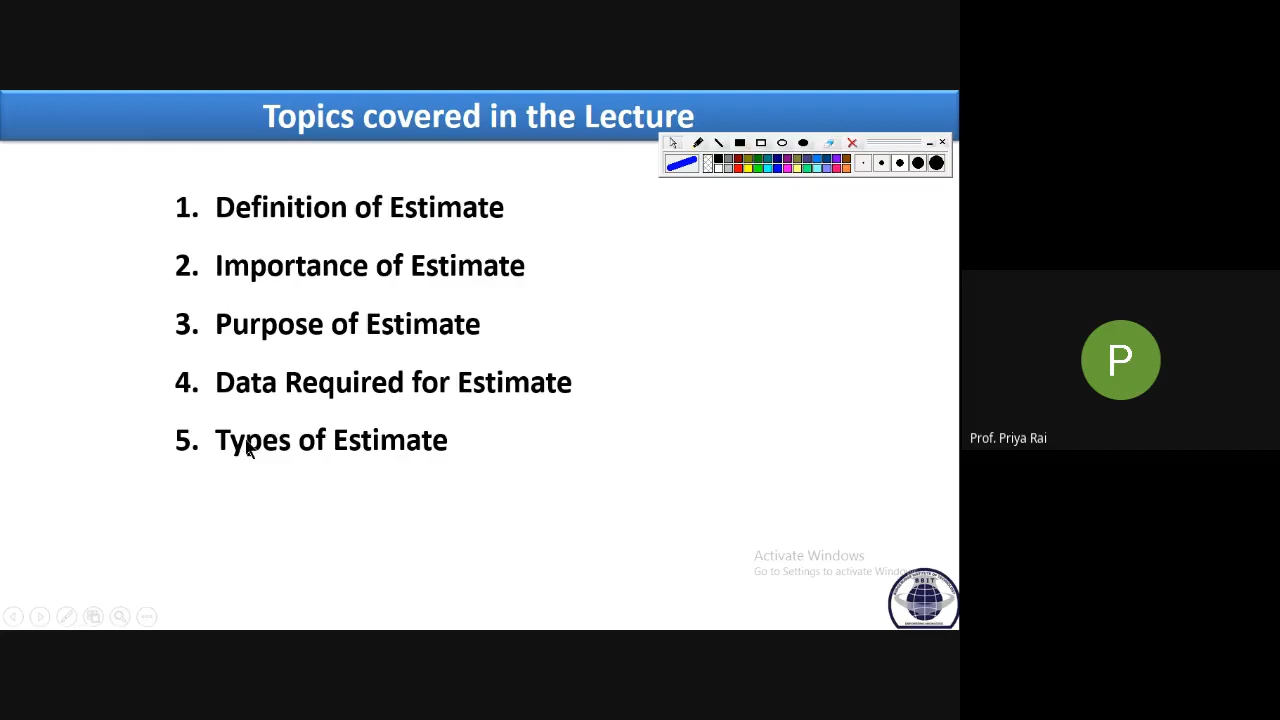 Topics covered in the Lecture
1. Definition of Estimate
2. Importance of Estimate
3. Purpose of Estimate
4. Data Required for Estimate
5. Types of Estimate
P
Prof. Priya Rai
Activate Windows
Go to Settings to activate
BSIT